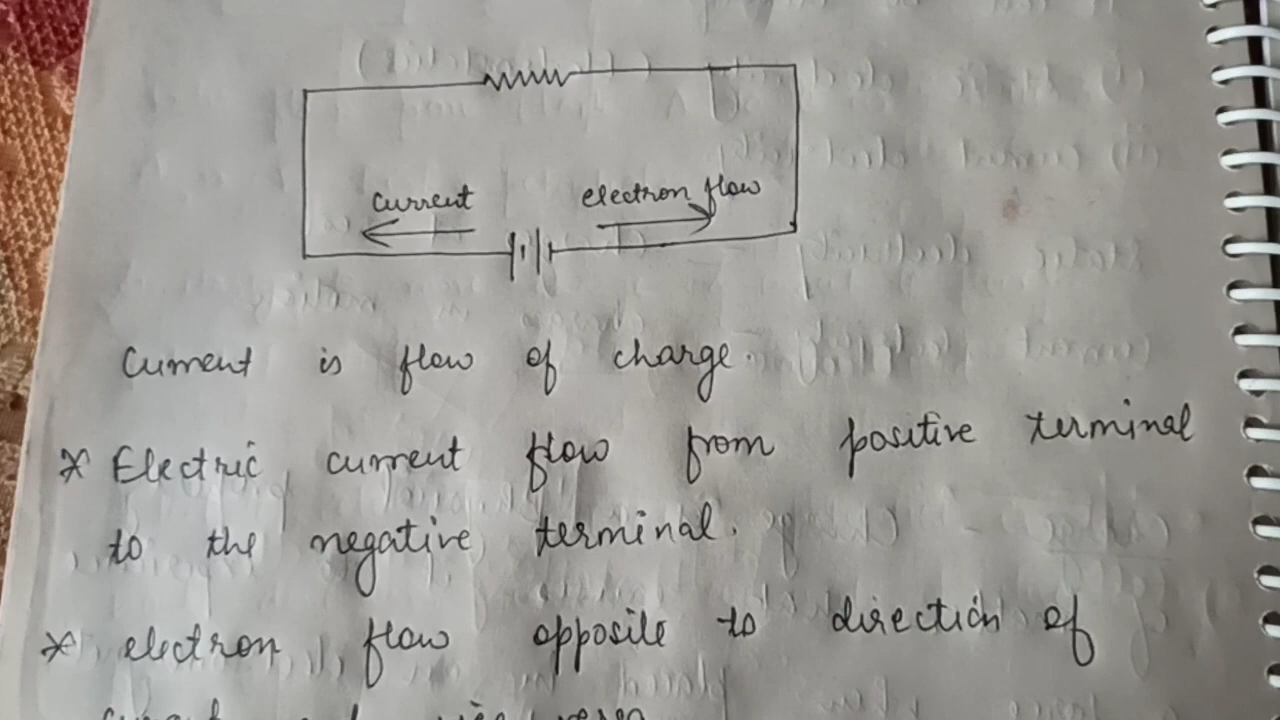 current electron flow
Current is flow of charge.
* Electric current flow from positive terminal
to the negative terminal.
* electron flow opposite to direction of